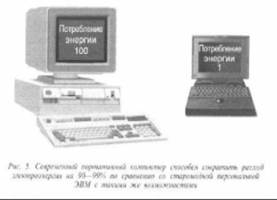 Потребление
энергии
100
Потребление
энергии
1
Рис. 5. Современный портативный компьютер способен сократить расход
электроэнергии на 90—99% по сравнению со старомодной персональной
ЭВМ с такими же возможностями